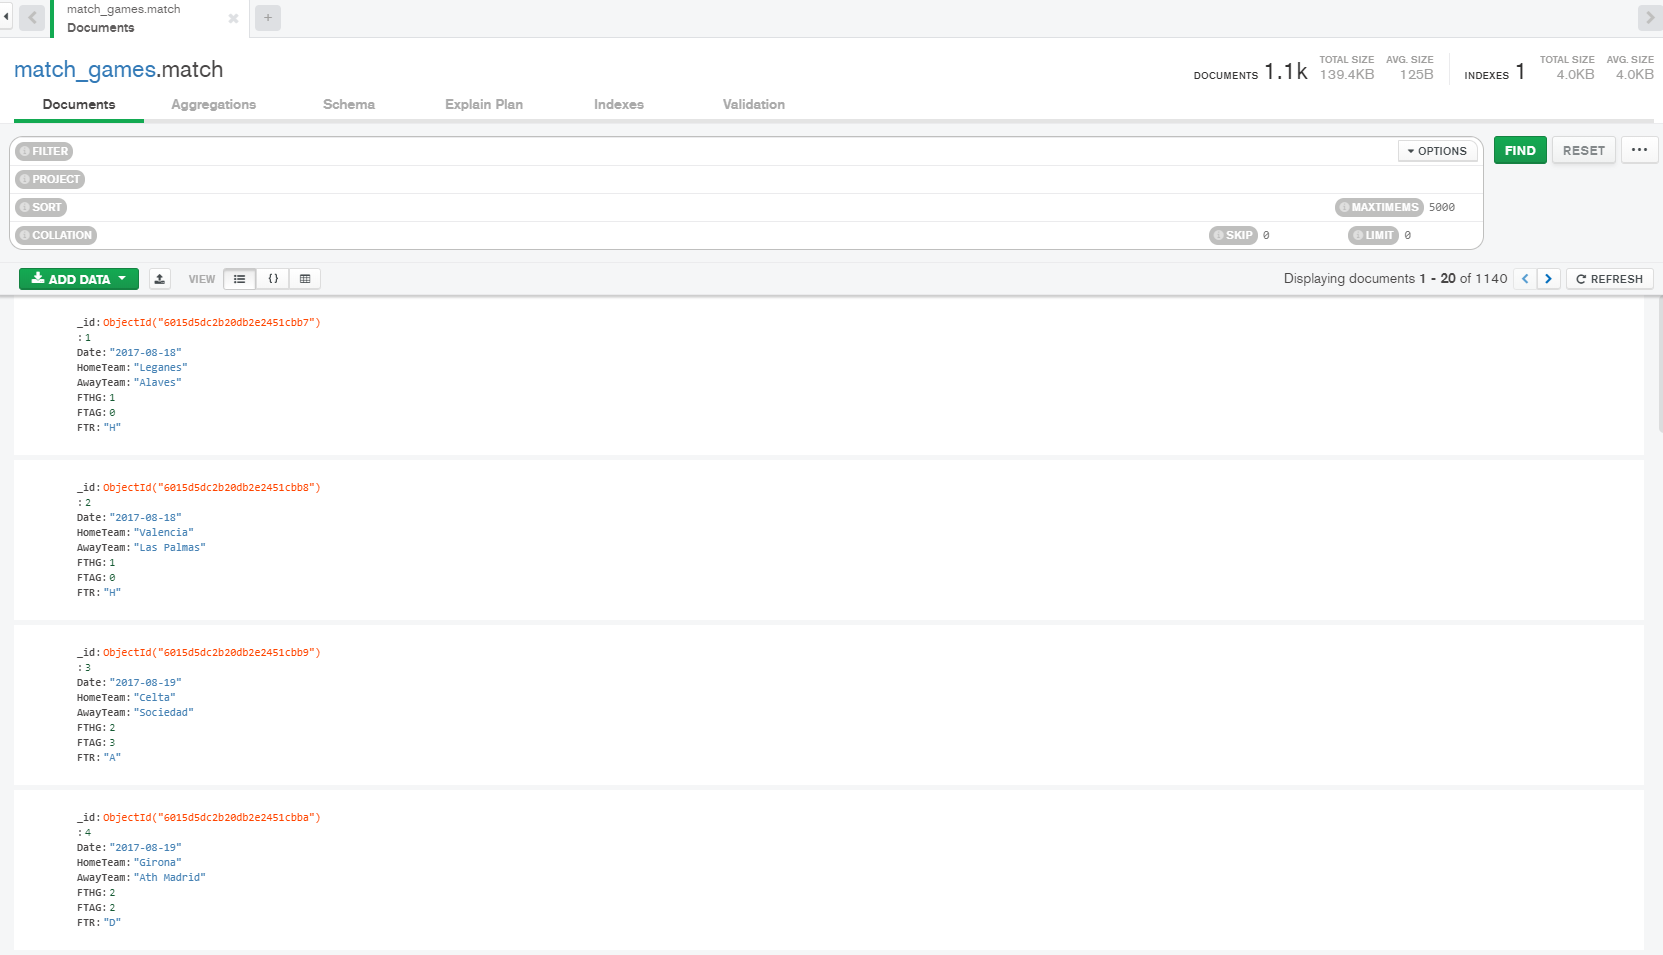 match_games.match
Documents
match_games.match
DOCUMENTS 1.1k TOTAL SIZE 139.4KB AVG. SIZE 125B INDEXES 1 TOTAL SIZE 4.0KB AVG. SIZE 4.0KB
Documents Aggregations Schema Explain Plan Indexes Validation
FILTER OPTIONS FIND RESET ...
PROJECT
SORT MAXTIMEMS 5000
COLLATION SKIP 0 LIMIT 0
ADD DATA VIEW {} Displaying documents 1 - 20 of 1140 < > REFRESH
_id: ObjectId("6015d5dc2b20db2e2451cbb7")
: 1
Date: "2017-08-18"
HomeTeam: "Leganes"
AwayTeam: "Alaves"
FTHG: 1
FTAG: 0
FTR: "H"
_id: ObjectId("6015d5dc2b20db2e2451cbb8")
: 2
Date: "2017-08-18"
HomeTeam: "Valencia"
AwayTeam: "Las Palmas"
FTHG: 1
FTAG: 0
FTR: "H"
_id: ObjectId("6015d5dc2b20db2e2451cbb9")
: 3
Date: "2017-08-19"
HomeTeam: "Celta"
AwayTeam: "Sociedad"
FTHG: 2
FTAG: 3
FTR: "A"
_id: ObjectId("6015d5dc2b20db2e2451cbba")
: 4
Date: "2017-08-19"
HomeTeam: "Girona"
AwayTeam: "Ath Madrid"
FTHG: 2
FTAG: 2
FTR: "D"